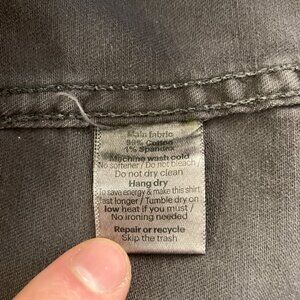 Main fabric
99% Cotton
1% Spandex
Machine wash cold
No softener / Do not bleach /
Do not dry clean
Hang dry
To save energy & make this shirt
last longer / Tumble dry on
low heat if you must /
No ironing needed
Repair or recycle
Skip the trash